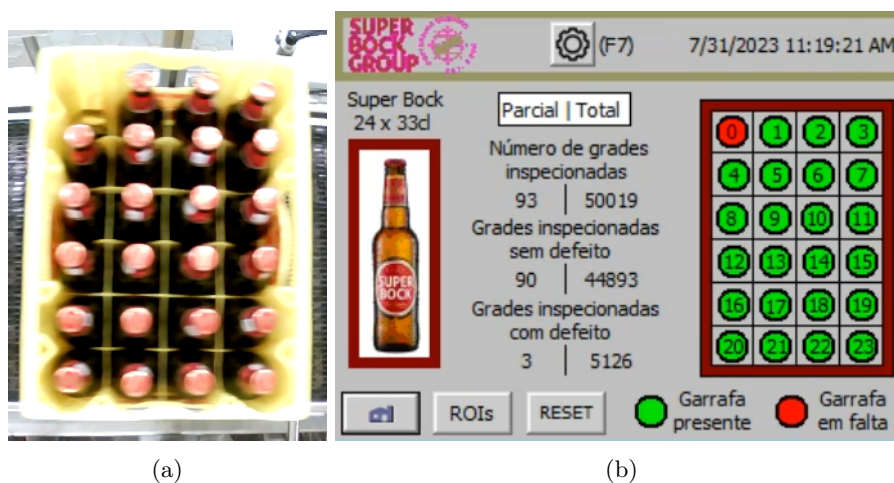 SUPER
BOCK
GROUP
(F7)
7/31/2023 11:19:21 AM
Super Bock
24 x 33cl
Parcial | Total
Número de grades
inspecionadas
93 | 50019
Grades inspecionadas
sem defeito
90 | 44893
Grades inspecionadas
com defeito
3 | 5126
SUPER
BOCK
0 1 2 3
4 5 6 7
8 9 10 11
12 13 14 15
16 17 18 19
20 21 22 23
ROIs
RESET
Garrafa
presente
Garrafa
em falta
(a)
(b)